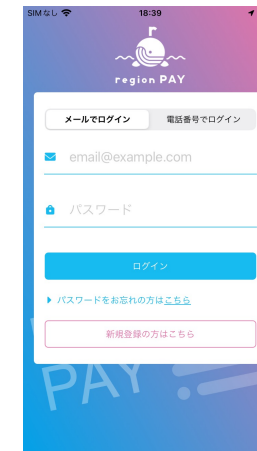 SIMなし 18:39
region PAY
メールでログイン 電話番号でログイン
email@example.com
パスワード
ログイン
パスワードをお忘れの方はこちら
新規登録の方はこちら
PAY